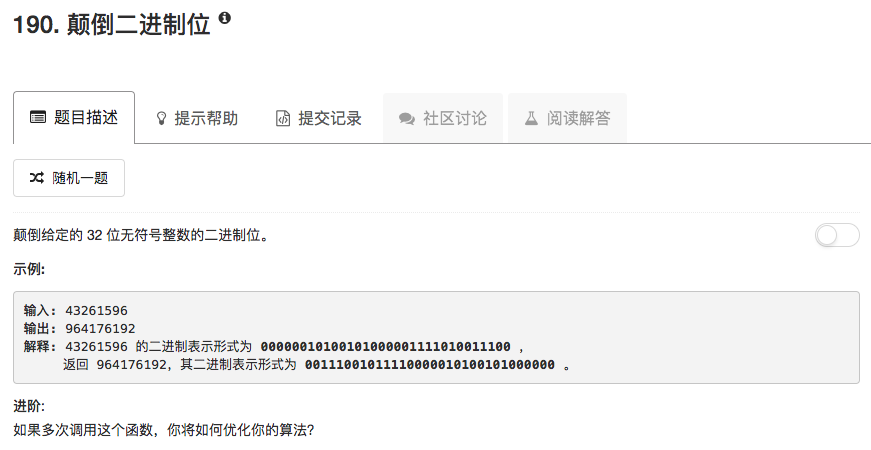 190. 颠倒二进制位
题目描述 提示帮助 提交记录 社区讨论 阅读解答
随机一题
颠倒给定的 32 位无符号整数的二进制位。
示例:
输入: 43261596
输出: 964176192
解释: 43261596 的二进制表示形式为 00000010100101000001111010011100 ，
返回 964176192，其二进制表示形式为 00111001011110000010100101000000 。
进阶:
如果多次调用这个函数，你将如何优化你的算法？